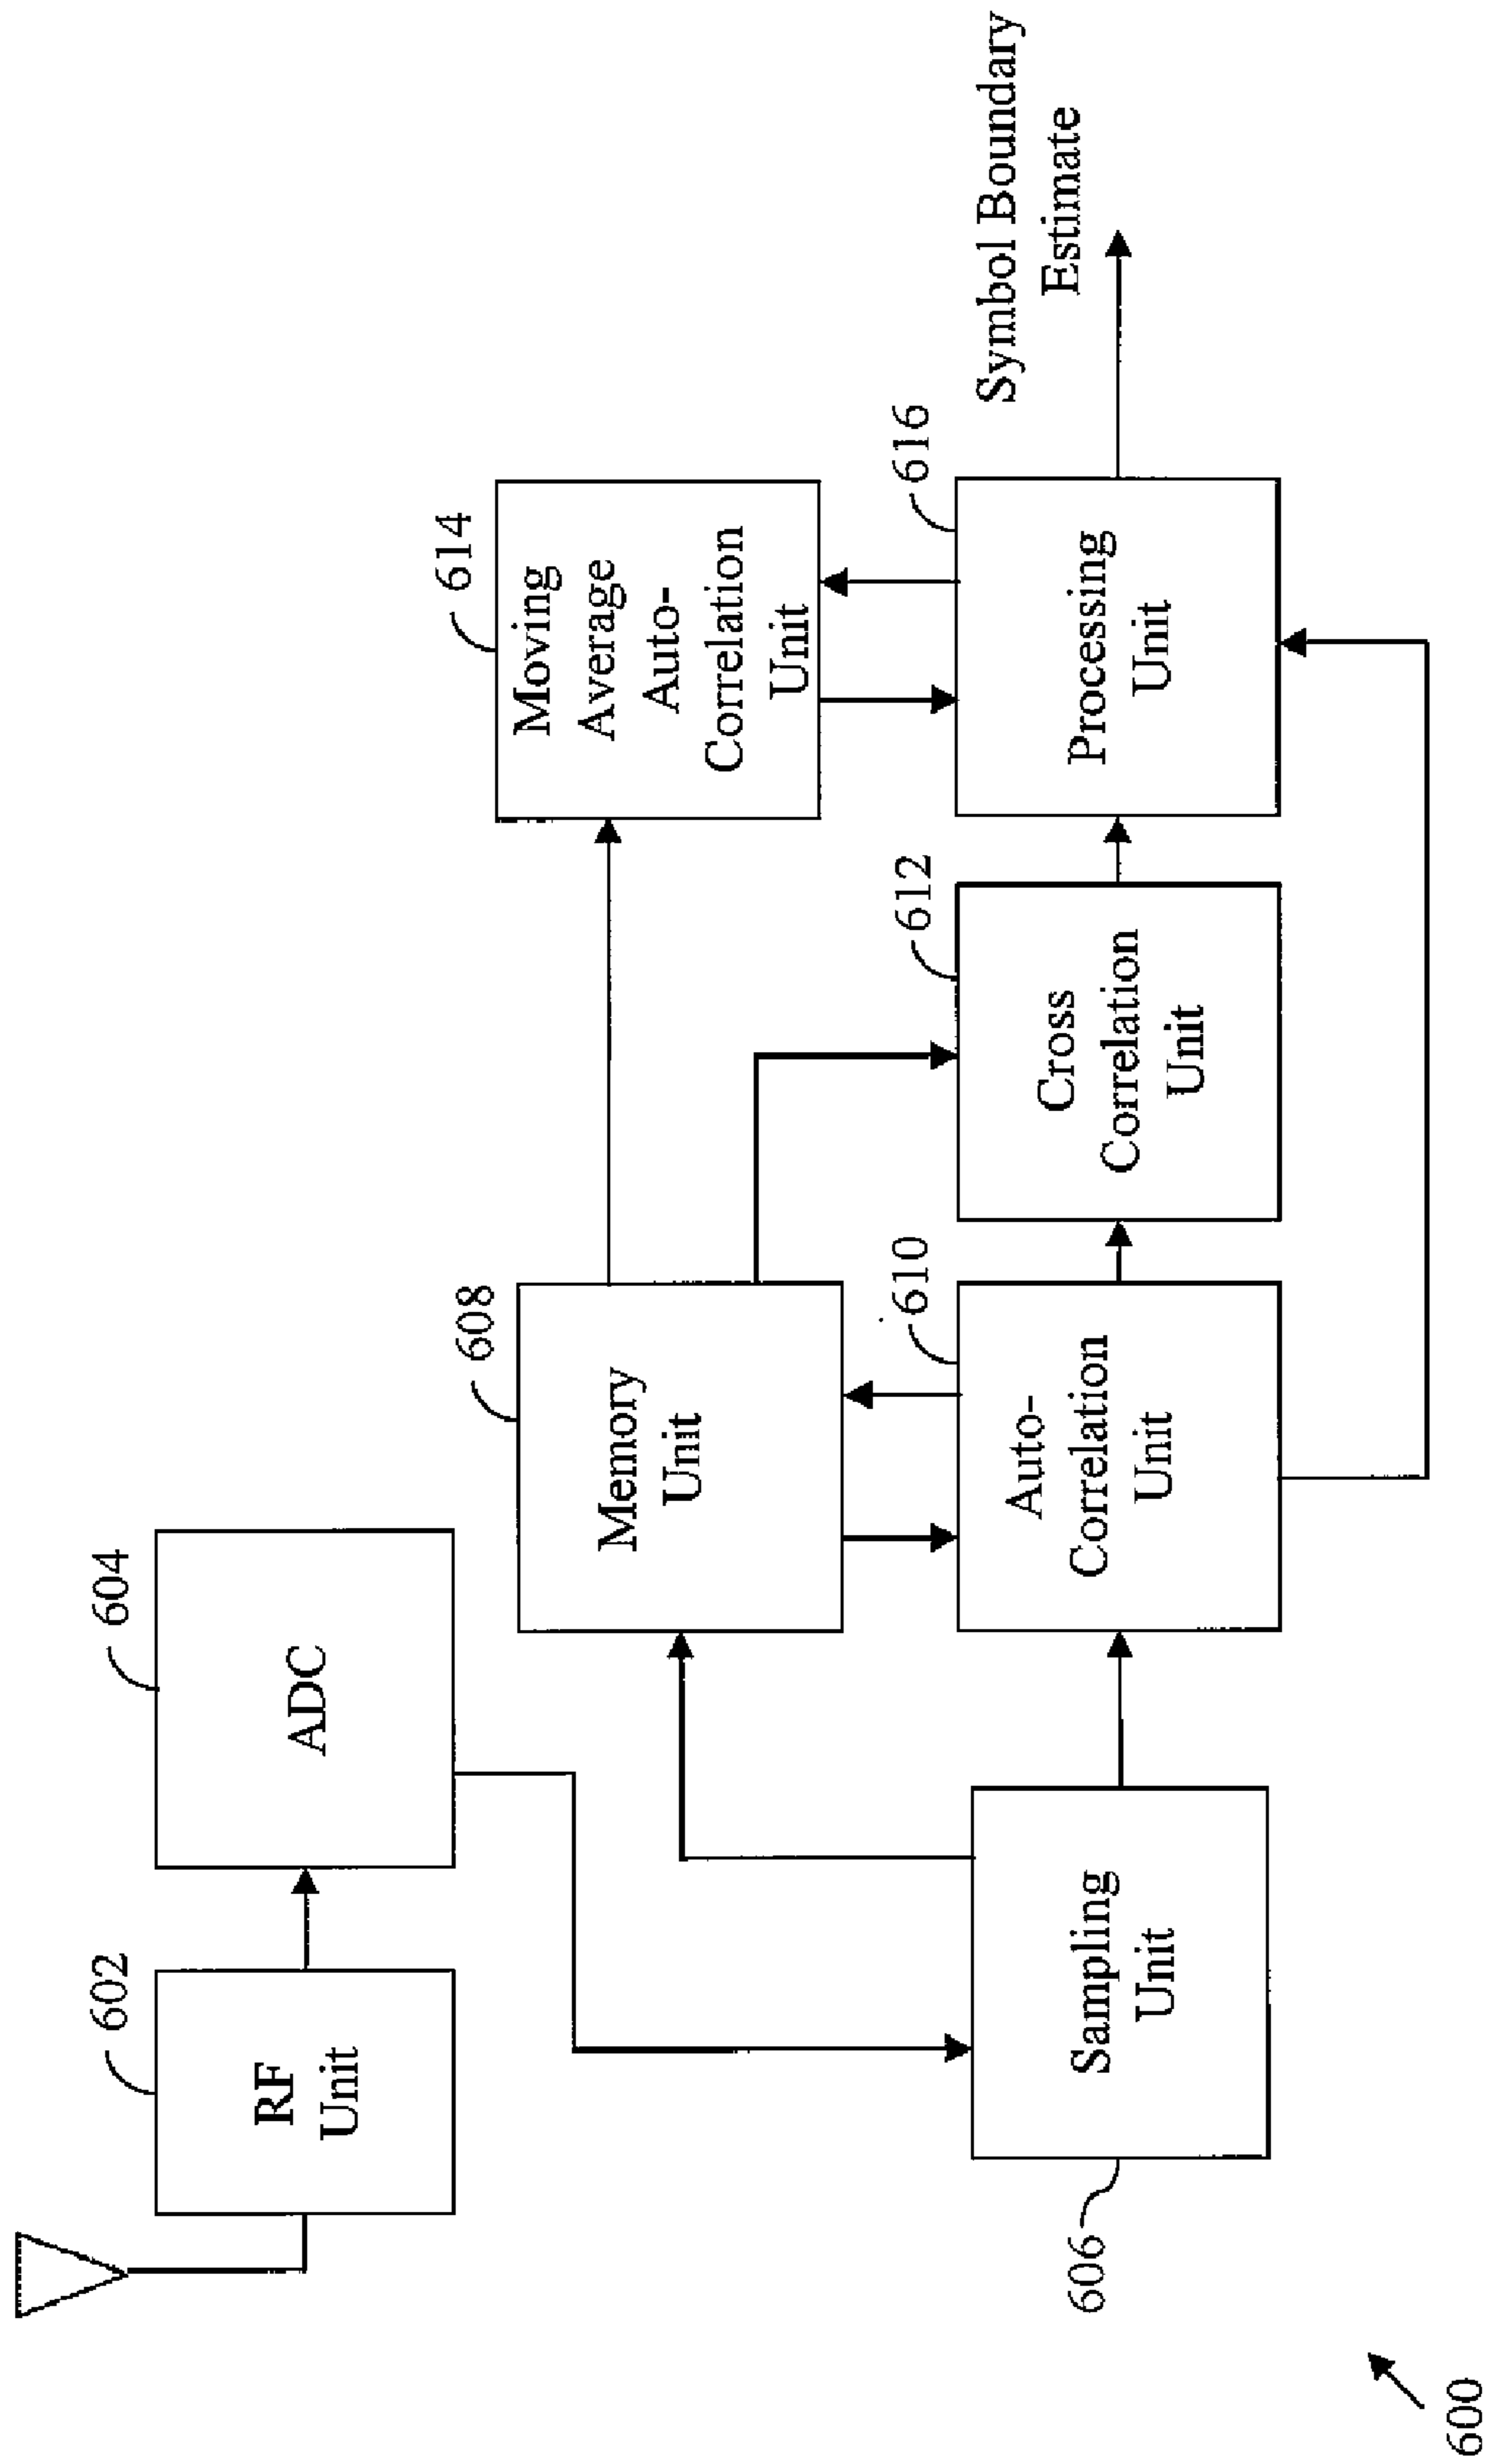 602
RF
Unit
604
ADC
606
Sampling
Unit
608
Memory
Unit
610
Auto-
Correlation
Unit
612
Cross
Correlation
Unit
614
Moving
Average
Auto-
Correlation
Unit
616
Processing
Unit
Symbol Boundary
Estimate
600